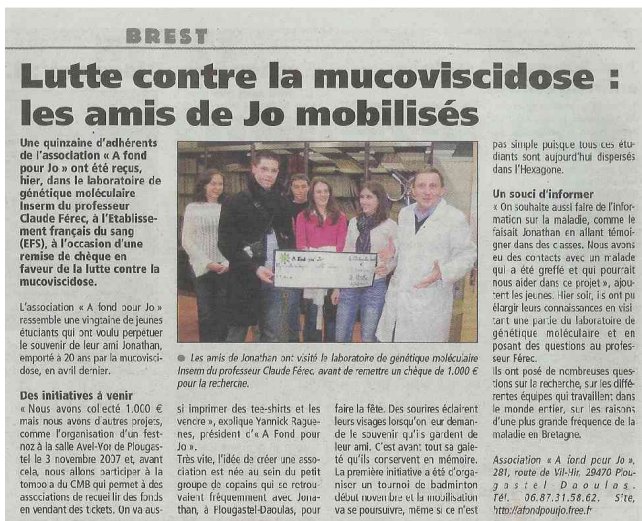 BREST
Lutte contre la mucoviscidose :
les amis de Jo mobilisés
Une quinzaine d'adhérents
de l'association « A fond
pour Jo » ont été reçus,
hier, dans le laboratoire de
génétique moléculaire
Inserm du professeur
Claude Férec, à l'Etablisse-
ment français du sang
(EFS), à l'occasion d'une
remise de chèque en
faveur de la lutte contre la
mucoviscidose.
L'association « A fond pour Jo »
rassemble une vingtaine de jeunes
étudiants qui ont voulu perpétuer
le souvenir de leur ami Jonathan,
emporté à 20 ans par la mucovisci-
dose, en avril dernier.
Des initiatives à venir
« Nous avons collecté 1.000 €
mais nous avons d'autres projets,
comme l'organisation d'un fest-
noz à la salle Avel-Vor de Plougas-
tel le 3 novembre 2007 et, avant
cela, nous allons participer à la
tombola du CMB qui permet à des
associations de recueillir des fonds
en vendant des tickets. On va aus-
A Fond pour Jo
Les amis de Jonathan ont visité le laboratoire de génétique moléculaire
Inserm du professeur Claude Férec, avant de remettre un chèque de 1.000 €
pour la recherche.
si imprimer des tee-shirts et les
vendre », explique Yannick Rague-
nes, président d'« A Fond pour
Jo ».
Très vite, l'idée de créer une asso-
ciation est née au sein du petit
groupe de copains qui se retrou-
vaient fréquemment avec Jona-
than, à Plougastel-Daoulas, pour
faire la fête. Des sourires éclairent
leurs visages lorsqu'on leur deman-
de le souvenir qu'i s gardent de
leur ami. C'est avant tout sa gaie-
té qu'ils conservent en mémoire.
La première initiative a été d'orga-
niser un tournoi de badminton
début novembre et la mobilisation
va se poursuivre, même si ce n'est
pas simple puisque tous ces étu-
diants sont aujourd'hui dispersés
dans l'Hexagone.
Un souci d'informer
« On souhaite aussi faire de l'infor-
mation sur la maladie, comme le
faisait Jonathan en allant témoi-
gner dans des classes. Nous avons
eu des contacts avec un malade
qui a été greffé et qui pourrait
nous aider dans ce projet », ajou-
tent les jeunes. Hier soir, ils ont pu
élargir leurs connaissances en visi-
tant une partie du laboratoire de
génétique moléculaire et en
posant des questions au profes-
seur Férec.
Ils ont posé de nombreuses ques-
tions sur la recherche, sur les diffé-
rentes équipes qui travaillent dans
le monde entier, sur les raisons
d'une plus grande fréquence de la
maladie en Bretagne.
Association « A fond pour Jo »,
281, route de Vil-Hir. 29470 Plou-
gastel Daoulas.
Tél. 06.87.31.58.62. Site,
http://afondpourjo.free.fr